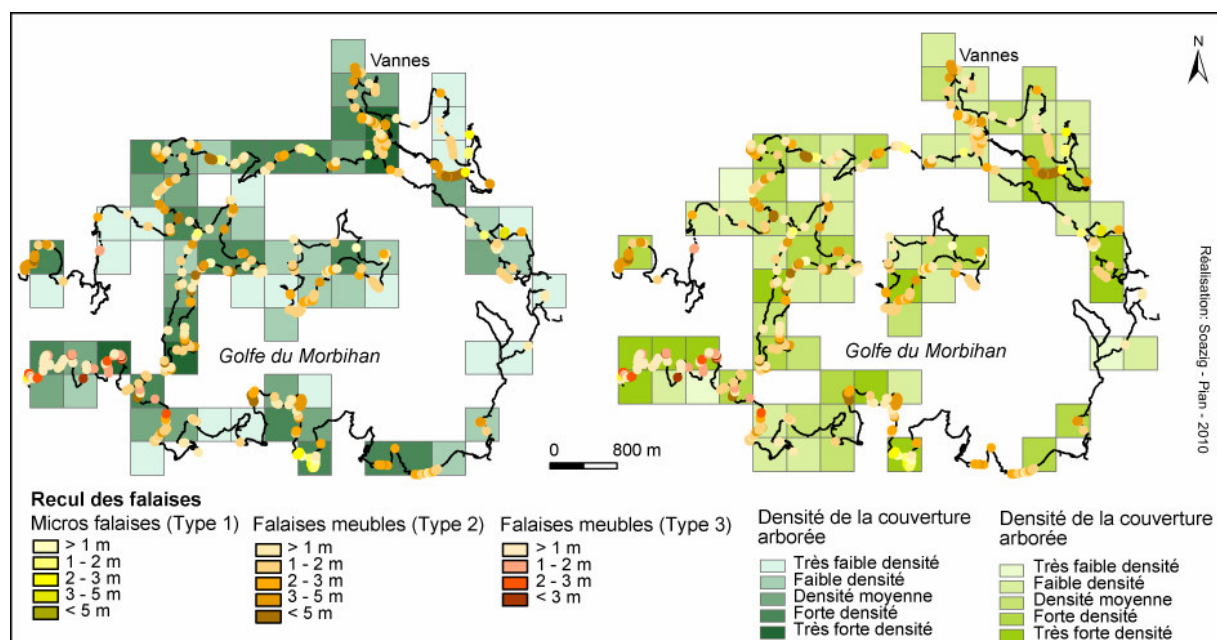 Vannes
Vannes
N
Golfe du Morbihan
Golfe du Morbihan
0 800 m
Réalisation: Soazig - Pian - 2010
Recul des falaises
Micros falaises (Type 1)
> 1 m
1 - 2 m
2 - 3 m
3 - 5 m
< 5 m
Falaises meubles (Type 2)
> 1 m
1 - 2 m
2 - 3 m
3 - 5 m
< 5 m
Falaises meubles (Type 3)
> 1 m
1 - 2 m
2 - 3 m
< 3 m
Densité de la couverture
arborée
Très faible densité
Faible densité
Densité moyenne
Forte densité
Très forte densité
Densité de la couverture
arborée
Très faible densité
Faible densité
Densité moyenne
Forte densité
Très forte densité